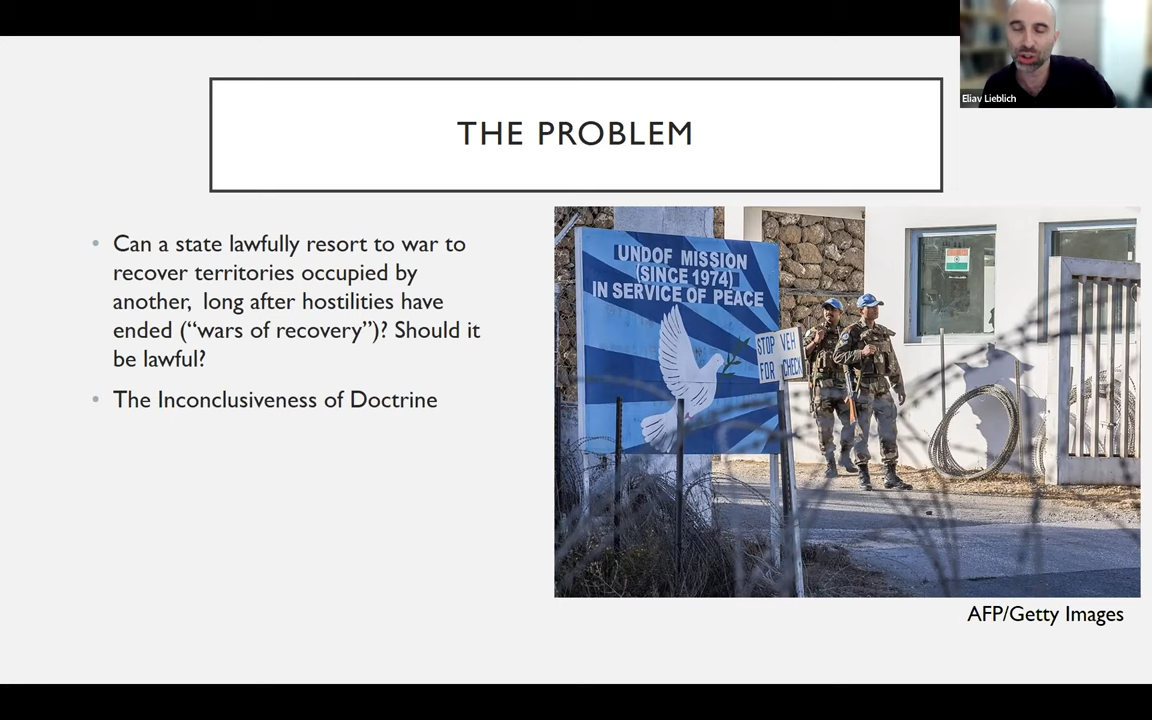 Eliav Lieblich
THE PROBLEM
• Can a state lawfully resort to war to
recover territories occupied by
another, long after hostilities have
ended (“wars of recovery”)? Should it
be lawful?
• The Inconclusiveness of Doctrine
UNDOF MISSION
(SINCE 1974)
IN SERVICE OF PEACE
STOP VEH
FOR CHECK
AFP/Getty Images